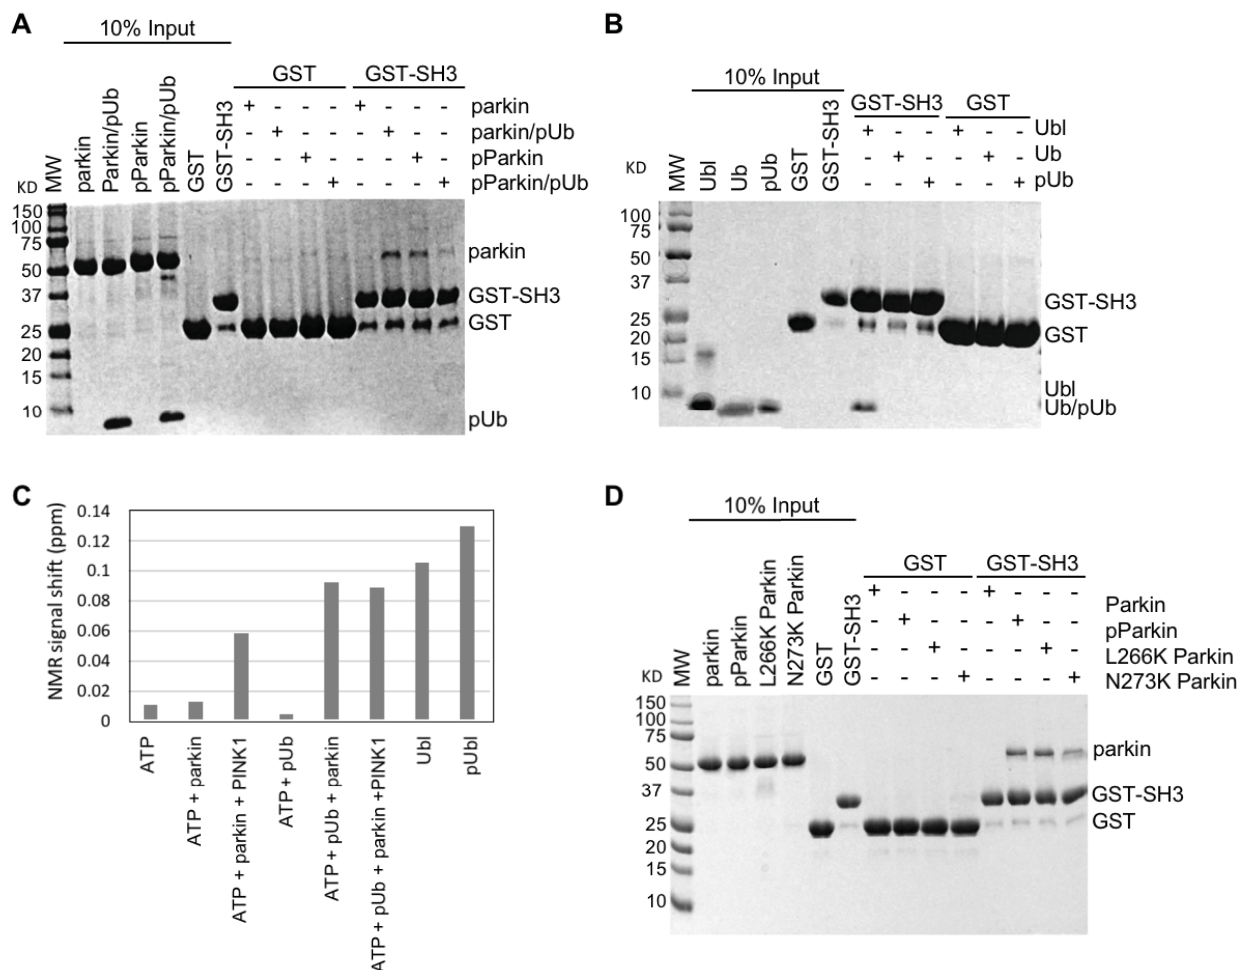 A
10% Input
GST
GST-SH3
MW
parkin
Parkin/pUb
pParkin
pParkin/pUb
GST
GST-SH3
+ - - - + - - - parkin
- + - - - + - - parkin/pUb
- - + - - - + - pParkin
- - - + - - - + pParkin/pUb
KD
150
100
75
50
37
25
20
15
10
parkin
GST-SH3
GST
pUb
B
10% Input
GST-SH3
GST
MW
Ubl
Ub
pUb
GST
GST-SH3
+ - - + - - Ubl
- + - - + - Ub
- - + - - + pUb
KD
100
75
50
37
25
20
15
10
GST-SH3
GST
Ubl
Ub/pUb
C
NMR signal shift (ppm)
0.14
0.12
0.1
0.08
0.06
0.04
0.02
0
ATP
ATP + parkin
ATP + parkin + PINK1
ATP + pUb
ATP + pUb + parkin
ATP + pUb + parkin +PINK1
Ubl
pUbl
D
10% Input
GST
GST-SH3
MW
parkin
pParkin
L266K Parkin
N273K Parkin
GST
GST-SH3
+ - - - + - - - Parkin
- + - - - + - - pParkin
- - + - - - + - L266K Parkin
- - - + - - - + N273K Parkin
KD
150
100
75
50
37
25
20
15
10
parkin
GST-SH3
GST